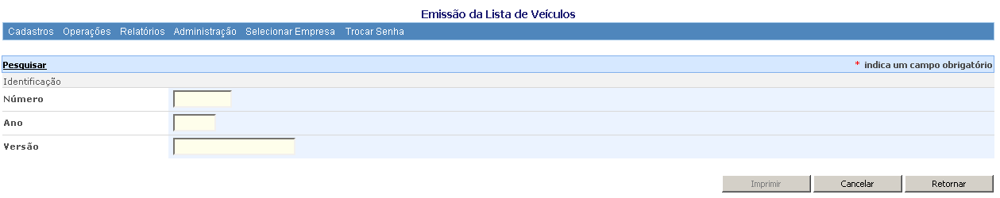 Emissão da Lista de Veículos
Cadastros Operações Relatórios Administração Selecionar Empresa Trocar Senha
Pesquisar * indica um campo obrigatório
Identificação
Número
Ano
Versão
Imprimir Cancelar Retornar